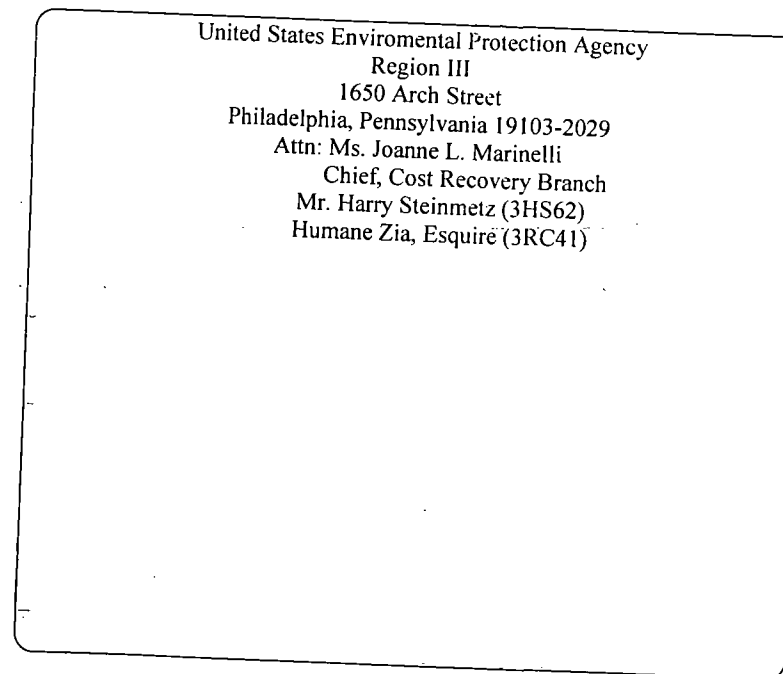 United States Enviromental Protection Agency
Region III
1650 Arch Street
Philadelphia, Pennsylvania 19103-2029
Attn: Ms. Joanne L. Marinelli
Chief, Cost Recovery Branch
Mr. Harry Steinmetz (3HS62)
Humane Zia, Esquire (3RC41)